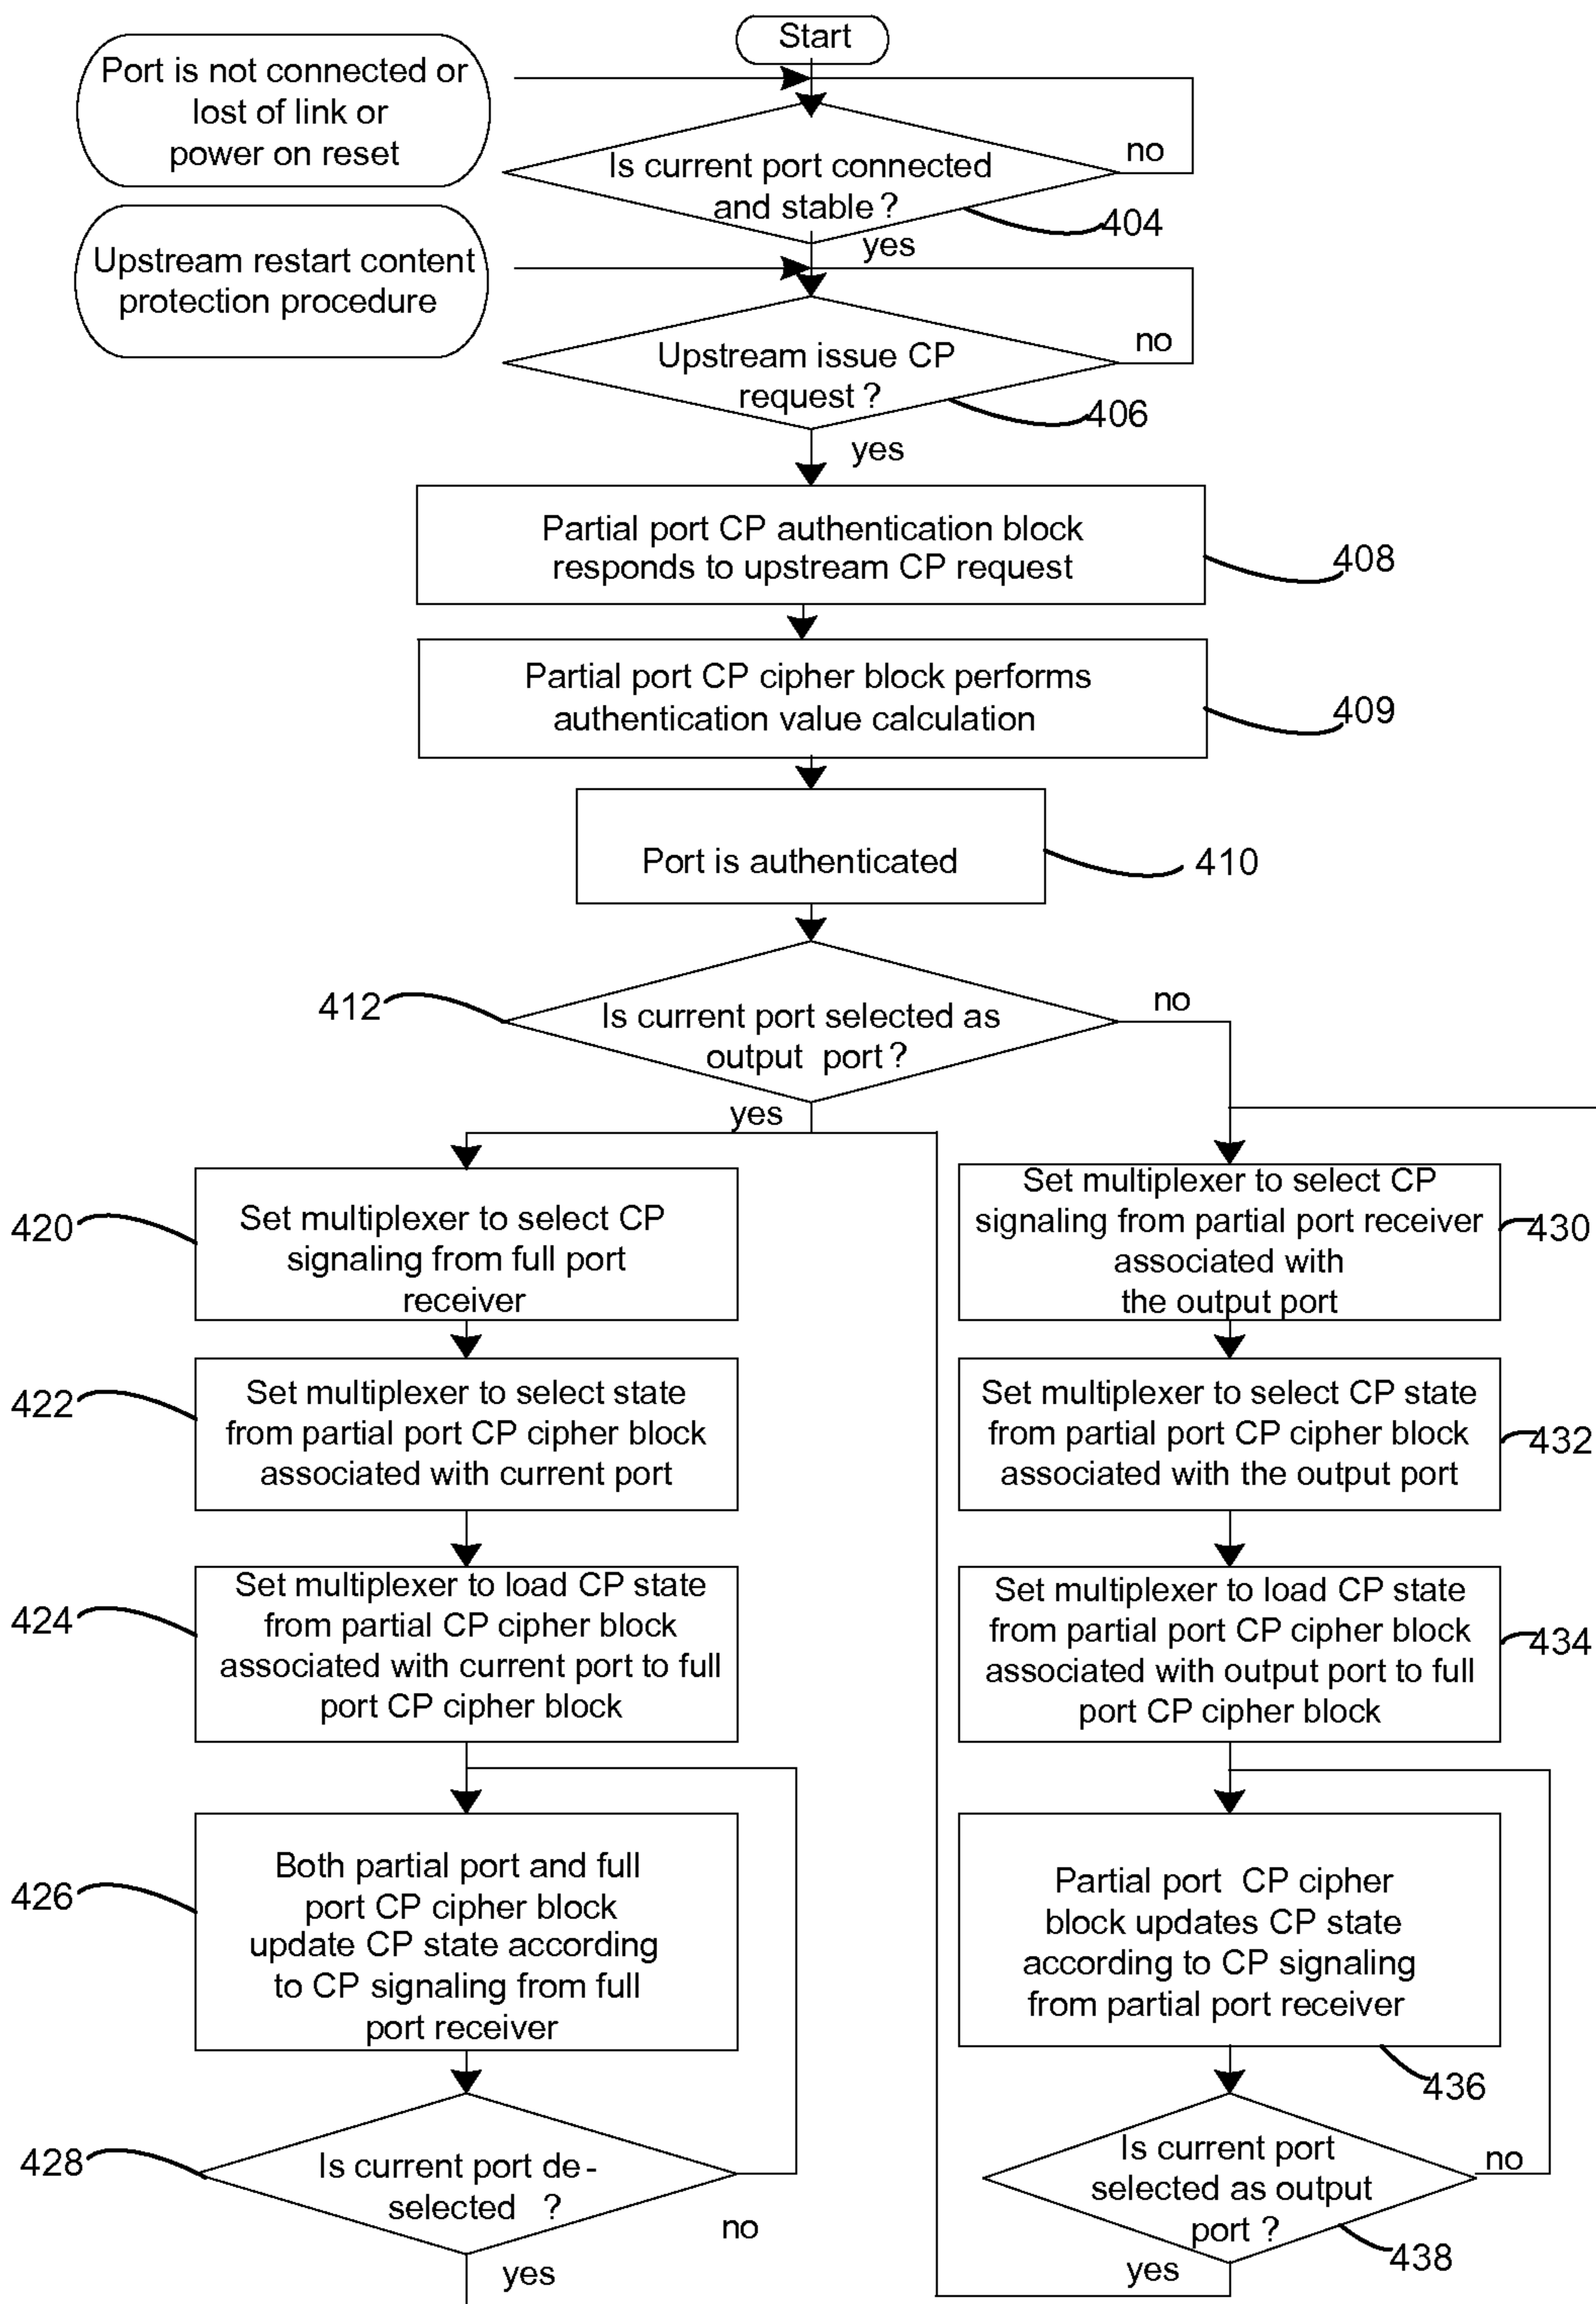 Start
Port is not connected or
lost of link or
power on reset
Is current port connected
and stable ?
no
404
yes
Upstream restart content
protection procedure
Upstream issue CP
request ?
no
406
yes
Partial port CP authentication block
responds to upstream CP request
408
Partial port CP cipher block performs
authentication value calculation
409
Port is authenticated
410
412
Is current port selected as
output port ?
no
yes
420
Set multiplexer to select CP
signaling from full port
receiver
Set multiplexer to select CP
signaling from partial port receiver
associated with
the output port
430
422
Set multiplexer to select state
from partial port CP cipher block
associated with current port
Set multiplexer to select CP state
from partial port CP cipher block
associated with the output port
432
424
Set multiplexer to load CP state
from partial CP cipher block
associated with current port to full
port CP cipher block
Set multiplexer to load CP state
from partial port CP cipher block
associated with output port to full
port CP cipher block
434
426
Both partial port and full
port CP cipher block
update CP state according
to CP signaling from full
port receiver
Partial port CP cipher
block updates CP state
according to CP signaling
from partial port receiver
436
428
Is current port de-
selected ?
no
yes
Is current port
selected as output
port ?
no
438
yes